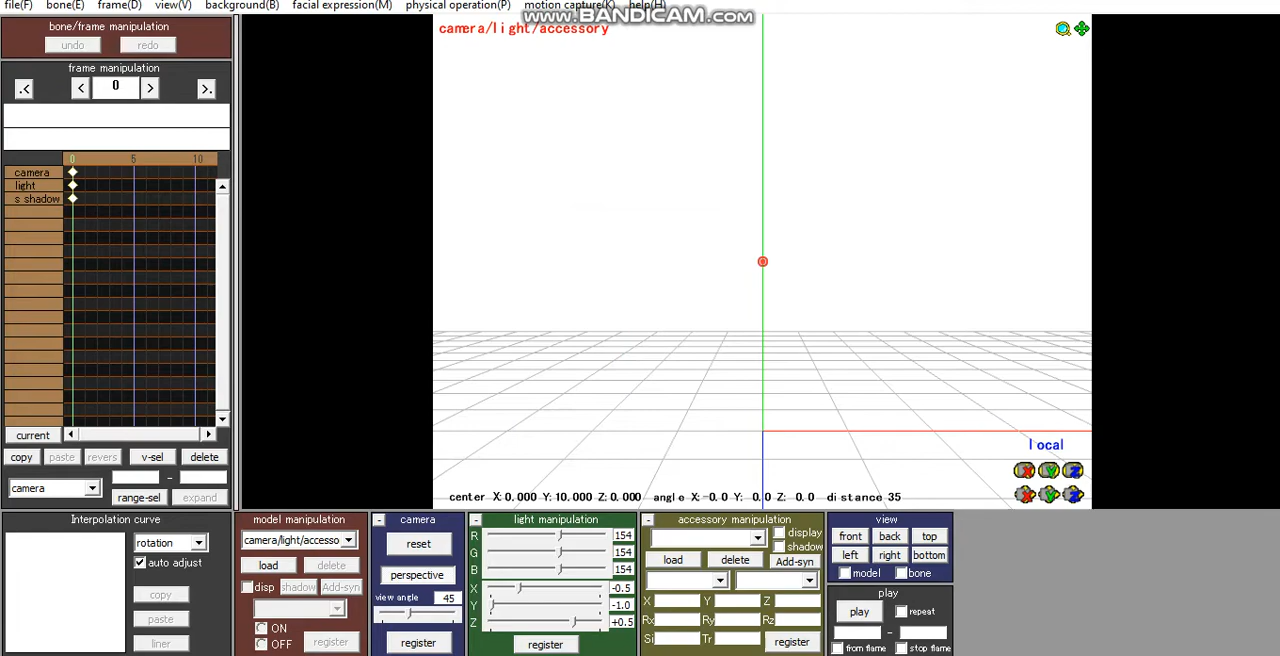 file(F) bone(E) frame(D) view(V) background(B) facial expression(M) physical operation(P) motion capture(K) help(H)
www.BANDICAM.com
bone/frame manipulation
undo redo
frame manipulation
.< < 0 > >.
0 5 10
camera
light
s shadow
current
copy paste revers v-sel delete
camera -
range-sel expand
camera/light/accessory
local
center X:0.000 Y:10.000 Z:0.000 angle X:-0.0 Y: 0.0 Z: 0.0 distance 35
Interpolation curve
rotation
auto adjust
copy
paste
liner
model manipulation
camera/light/accesso
load delete
disp shadow Add-syn
ON
OFF register
- camera
reset
perspective
view angle 45
register
- light manipulation
R 154
G 154
B 154
X -0.5
Y -1.0
Z +0.5
register
- accessory manipulation
display
shadow
load delete Add-syn
X Y Z
Rx Ry Rz
Si Tr register
view
front back top
left right bottom
model bone
play
play repeat
-
from flame stop flame